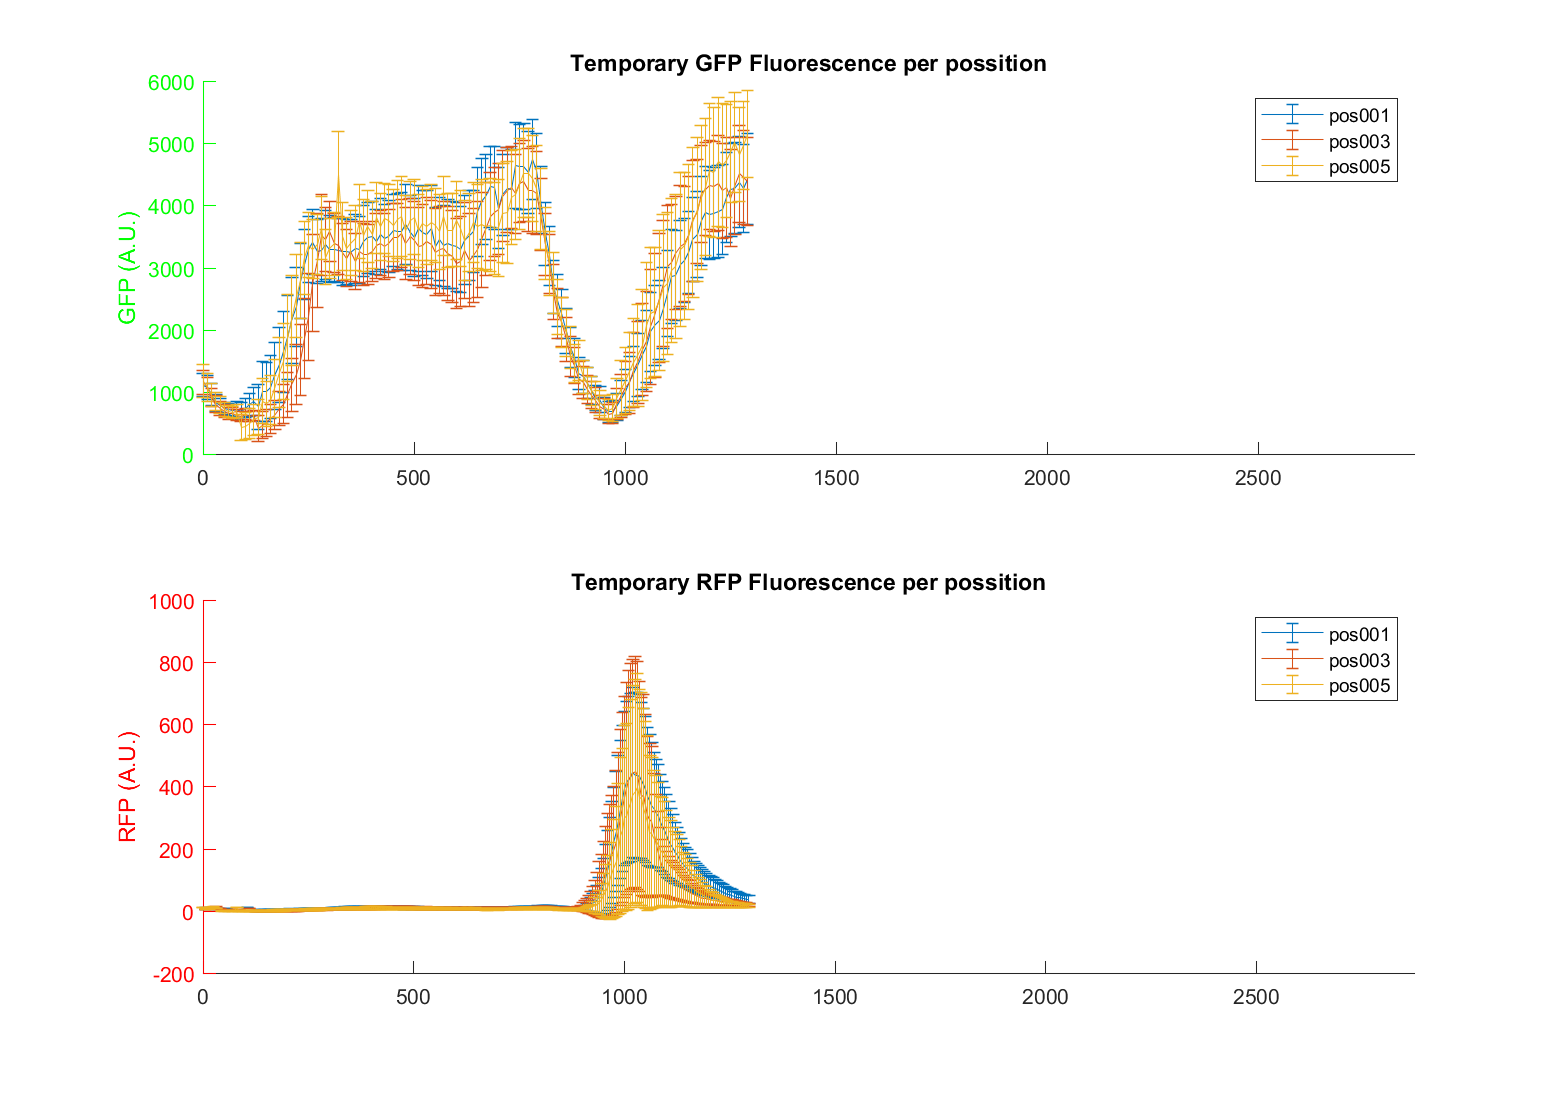 Temporary GFP Fluorescence per possition
6000
5000
4000
3000
2000
1000
0
GFP (A.U.)
0 500 1000 1500 2000 2500
pos001
pos003
pos005
Temporary RFP Fluorescence per possition
1000
800
600
400
200
0
-200
RFP (A.U.)
0 500 1000 1500 2000 2500
pos001
pos003
pos005